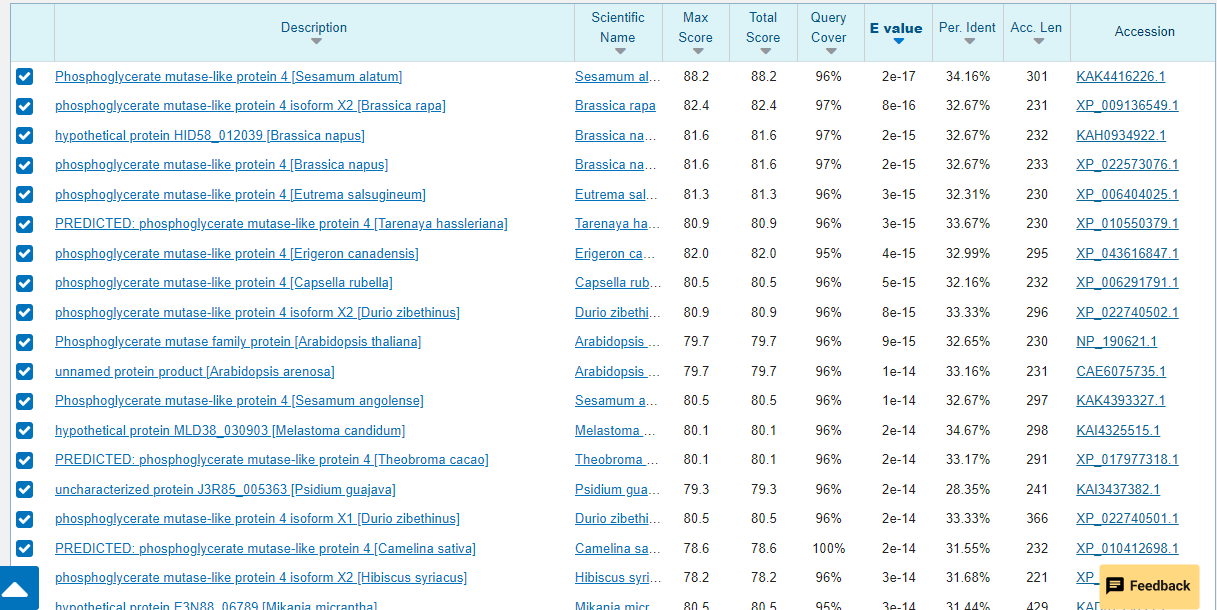 Description Scientific Name Max Score Total Score Query Cover E value Per. Ident Acc. Len Accession
Phosphoglycerate mutase-like protein 4 [Sesamum alatum] Sesamum al... 88.2 88.2 96% 2e-17 34.16% 301 KAK4416226.1
phosphoglycerate mutase-like protein 4 isoform X2 [Brassica rapa] Brassica rapa 82.4 82.4 97% 8e-16 32.67% 231 XP_009136549.1
hypothetical protein HID58_012039 [Brassica napus] Brassica na... 81.6 81.6 97% 2e-15 32.67% 232 KAH0934922.1
phosphoglycerate mutase-like protein 4 [Brassica napus] Brassica na... 81.6 81.6 97% 2e-15 32.67% 233 XP_022573076.1
phosphoglycerate mutase-like protein 4 [Eutrema salsugineum] Eutrema sal... 81.3 81.3 96% 3e-15 32.31% 230 XP_006404025.1
PREDICTED: phosphoglycerate mutase-like protein 4 [Tarenaya hassleriana] Tarenaya ha... 80.9 80.9 96% 3e-15 33.67% 230 XP_010550379.1
phosphoglycerate mutase-like protein 4 [Erigeron canadensis] Erigeron ca... 82.0 82.0 95% 4e-15 32.99% 295 XP_043616847.1
phosphoglycerate mutase-like protein 4 [Capsella rubella] Capsella rub... 80.5 80.5 96% 5e-15 32.16% 232 XP_006291791.1
phosphoglycerate mutase-like protein 4 isoform X2 [Durio zibethinus] Durio zibethi... 80.9 80.9 96% 8e-15 33.33% 296 XP_022740502.1
Phosphoglycerate mutase family protein [Arabidopsis thaliana] Arabidopsis ... 79.7 79.7 96% 9e-15 32.65% 230 NP_190621.1
unnamed protein product [Arabidopsis arenosa] Arabidopsis ... 79.7 79.7 96% 1e-14 33.16% 231 CAE6075735.1
Phosphoglycerate mutase-like protein 4 [Sesamum angolense] Sesamum a... 80.5 80.5 96% 1e-14 32.67% 297 KAK4393327.1
hypothetical protein MLD38_030903 [Melastoma candidum] Melastoma ... 80.1 80.1 96% 2e-14 34.67% 298 KAI4325515.1
PREDICTED: phosphoglycerate mutase-like protein 4 [Theobroma cacao] Theobroma ... 80.1 80.1 96% 2e-14 33.17% 291 XP_017977318.1
uncharacterized protein J3R85_005363 [Psidium guajava] Psidium gua... 79.3 79.3 96% 2e-14 28.35% 241 KAI3437382.1
phosphoglycerate mutase-like protein 4 isoform X1 [Durio zibethinus] Durio zibethi... 80.5 80.5 96% 2e-14 33.33% 366 XP_022740501.1
PREDICTED: phosphoglycerate mutase-like protein 4 [Camelina sativa] Camelina sa... 78.6 78.6 100% 2e-14 31.55% 232 XP_010412698.1
phosphoglycerate mutase-like protein 4 isoform X2 [Hibiscus syriacus] Hibiscus syri... 78.2 78.2 96% 3e-14 31.68% 221 XP_
Feedback
hypothetical protein E3N88_06789 [Mikania micrantha] Mikania micr... 80.5 80.5 95% 3e-14 31.44% 429